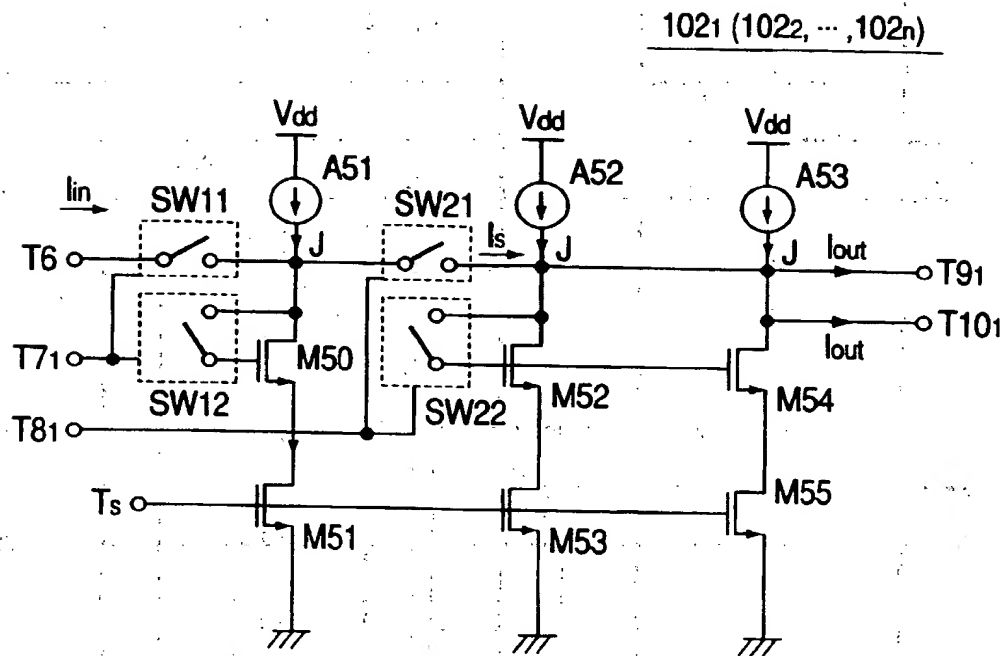 102₁ (102₂, ··· ,102n)
Vdd
Vdd
Vdd
A51
A52
A53
Iin
SW11
SW21
Is
J
J
J
Iout
T6
T9₁
T10₁
Iout
T7₁
M50
SW12
M52
M54
SW22
T8₁
Ts
M51
M53
M55